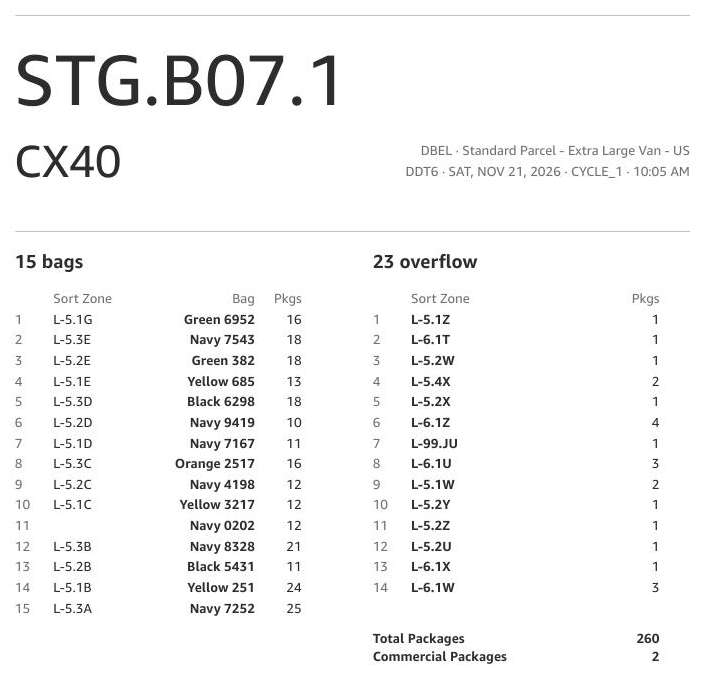 STG.B07.1
CX40
DBEL · Standard Parcel - Extra Large Van - US
DDT6 · SAT, NOV 21, 2026 · CYCLE_1 · 10:05 AM
15 bags
Sort Zone Bag Pkgs
1 L-5.1G Green 6952 16
2 L-5.3E Navy 7543 18
3 L-5.2E Green 382 18
4 L-5.1E Yellow 685 13
5 L-5.3D Black 6298 18
6 L-5.2D Navy 9419 10
7 L-5.1D Navy 7167 11
8 L-5.3C Orange 2517 16
9 L-5.2C Navy 4198 12
10 L-5.1C Yellow 3217 12
11 Navy 0202 12
12 L-5.3B Navy 8328 21
13 L-5.2B Black 5431 11
14 L-5.1B Yellow 251 24
15 L-5.3A Navy 7252 25
23 overflow
Sort Zone Pkgs
1 L-5.1Z 1
2 L-6.1T 1
3 L-5.2W 1
4 L-5.4X 2
5 L-5.2X 1
6 L-6.1Z 4
7 L-99.JU 1
8 L-6.1U 3
9 L-5.1W 2
10 L-5.2Y 1
11 L-5.2Z 1
12 L-5.2U 1
13 L-6.1X 1
14 L-6.1W 3
Total Packages 260
Commercial Packages 2